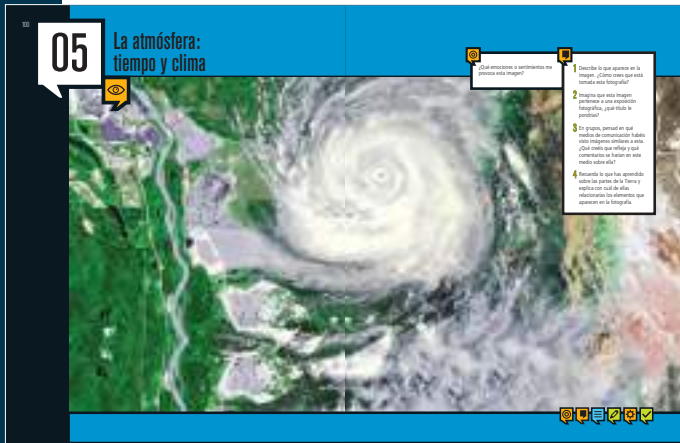 100
05
La atmósfera:
tiempo y clima
¿Qué emociones o sentimientos me
provoca esta imagen?
1 Describe lo que aparece en la
imagen. ¿Cómo crees que está
tomada esta fotografía?
2 Imagina que esta imagen
pertenece a una exposición
fotográfica, ¿qué título le
pondrías?
3 En grupos, pensad en qué
medios de comunicación habéis
visto imágenes similares a esta.
¿Qué creéis que refleja y qué
comentarios se harían en este
medio sobre ella?
4 Recuerda lo que has aprendido
sobre las partes de la Tierra y
explica con cuál de ellas
relacionarías los elementos que
aparecen en la fotografía.